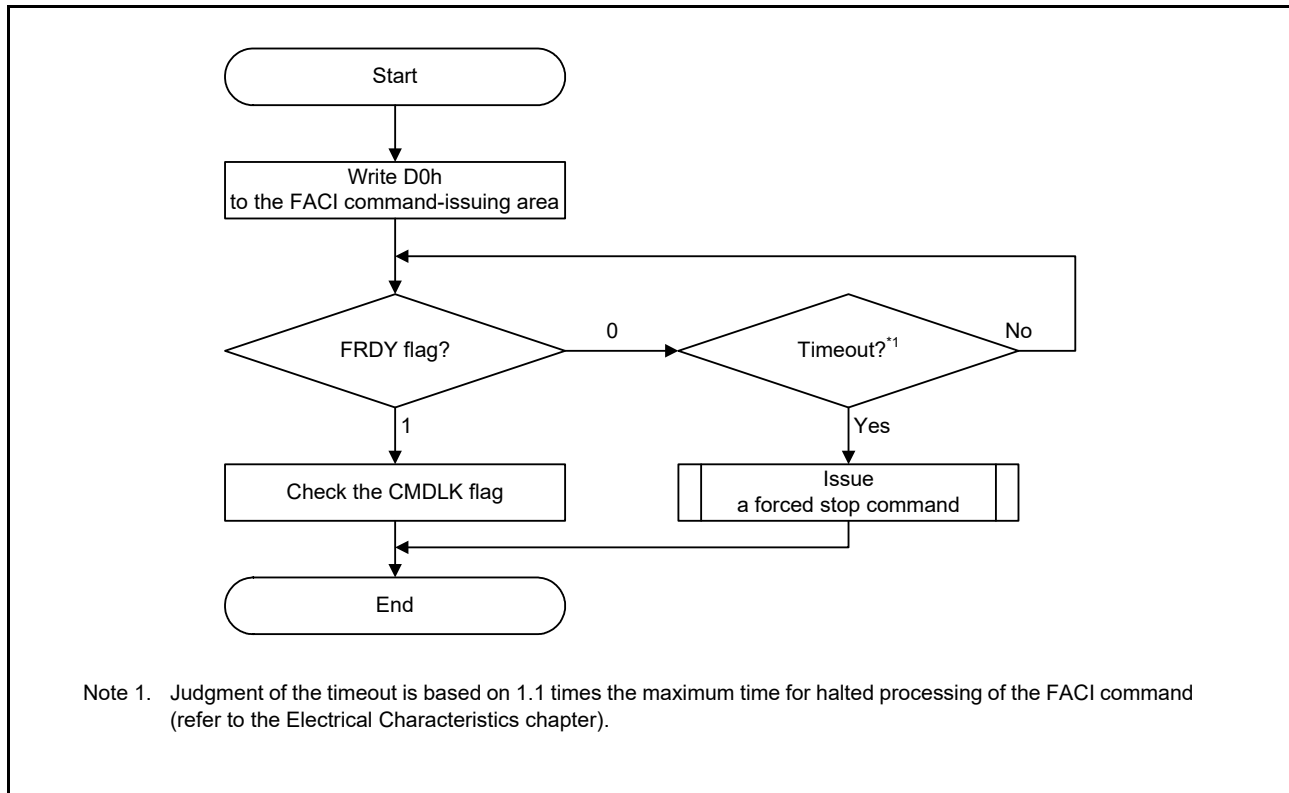 Start
Write D0h
to the FACI command-issuing area
FRDY flag?
0
Timeout?*1
No
1
Yes
Check the CMDLK flag
Issue
a forced stop command
End
Note 1. Judgment of the timeout is based on 1.1 times the maximum time for halted processing of the FACI command
(refer to the Electrical Characteristics chapter).